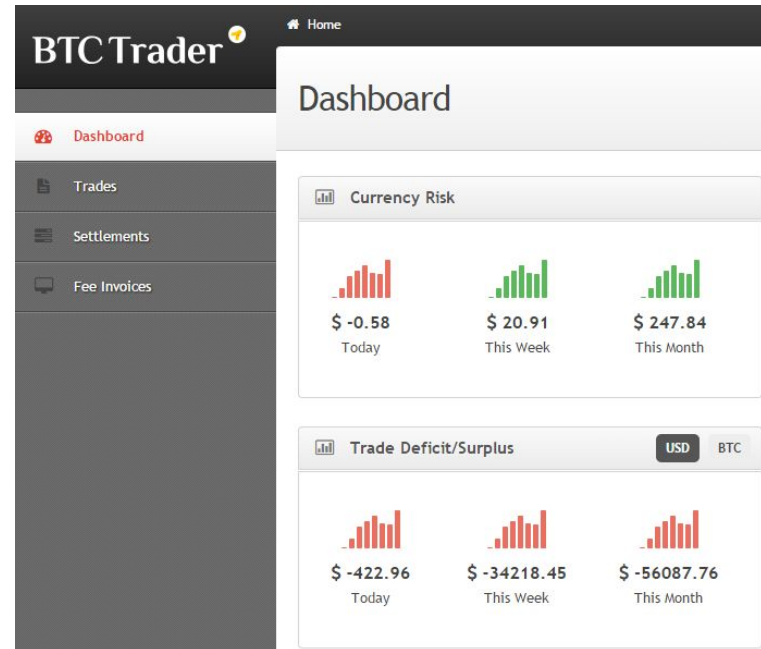 BTC Trader
Home
Dashboard
Dashboard
Trades
Settlements
Fee Invoices
Currency Risk
$ -0.58 $ 20.91 $ 247.84
Today This Week This Month
Trade Deficit/Surplus USD BTC
$ -422.96 $ -34218.45 $ -56087.76
Today This Week This Month